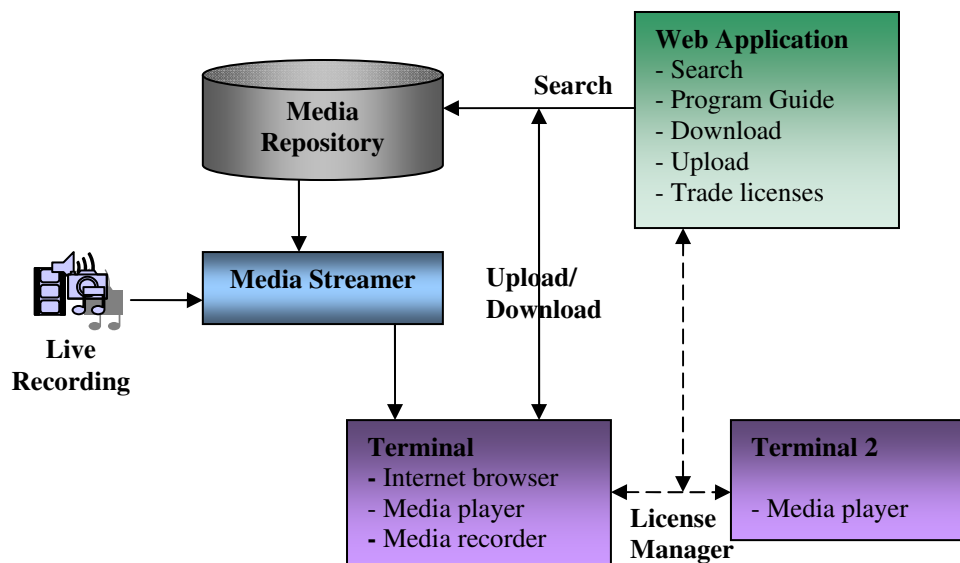 Web Application
- Search
- Program Guide
- Download
- Upload
- Trade licenses
Search
Media
Repository
Media Streamer
Upload/
Download
Live
Recording
Terminal
- Internet browser
- Media player
- Media recorder
License
Manager
Terminal 2
- Media player